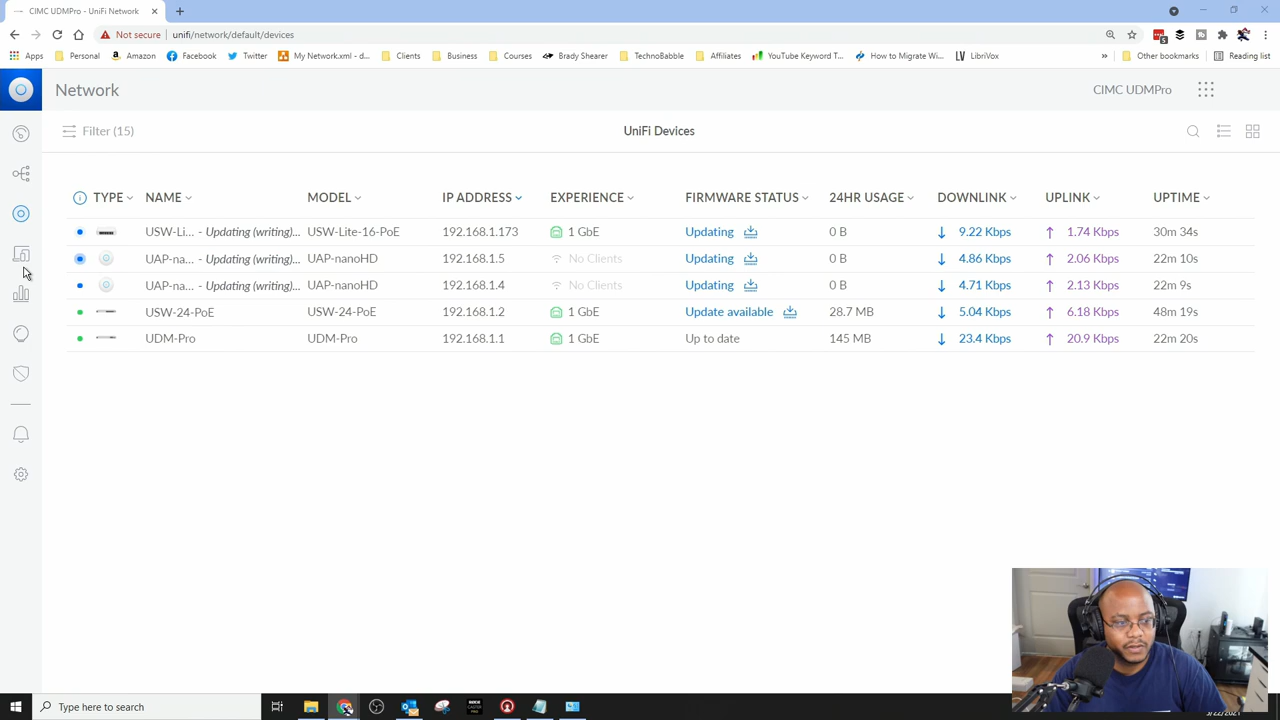 CIMC UDMPro - UniFi Network
Not secure unifi/network/default/devices
Apps Personal Amazon Facebook Twitter My Network.xml - d... Clients Business Courses Brady Shearer TechnoBabble Affiliates YouTube Keyword T... How to Migrate Wi... LibriVox » Other bookmarks Reading list
Network CIMC UDMPro
Filter (15) UniFi Devices
TYPE NAME MODEL IP ADDRESS EXPERIENCE FIRMWARE STATUS 24HR USAGE DOWNLINK UPLINK UPTIME
USW-Li... - Updating (writing)... USW-Lite-16-PoE 192.168.1.173 1 GbE Updating 0 B 9.22 Kbps 1.74 Kbps 30m 34s
UAP-na... - Updating (writing)... UAP-nanoHD 192.168.1.5 No Clients Updating 0 B 4.86 Kbps 2.06 Kbps 22m 10s
UAP-na... - Updating (writing)... UAP-nanoHD 192.168.1.4 No Clients Updating 0 B 4.71 Kbps 2.13 Kbps 22m 9s
USW-24-PoE USW-24-PoE 192.168.1.2 1 GbE Update available 28.7 MB 5.04 Kbps 6.18 Kbps 48m 19s
UDM-Pro UDM-Pro 192.168.1.1 1 GbE Up to date 145 MB 23.4 Kbps 20.9 Kbps 22m 20s
Type here to search